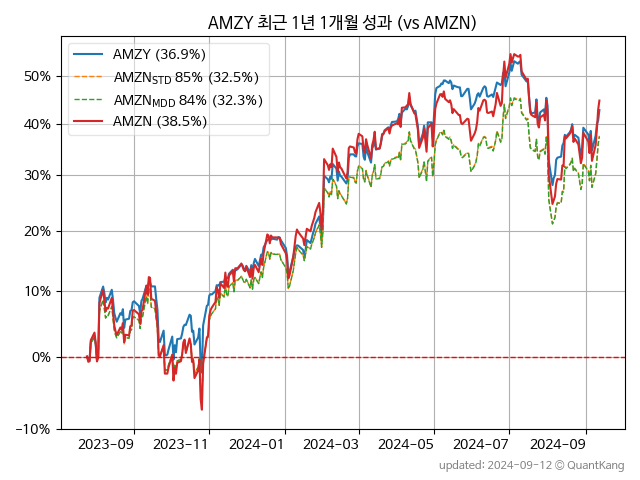 AMZY 최근 1년 1개월 성과 (vs AMZN)
AMZY (36.9%)
AMZN_STD 85% (32.5%)
AMZN_MDD 84% (32.3%)
AMZN (38.5%)
50%
40%
30%
20%
10%
0%
−10%
2023−09
2023−11
2024−01
2024−03
2024−05
2024−07
2024−09
updated: 2024-09-12 © QuantKang